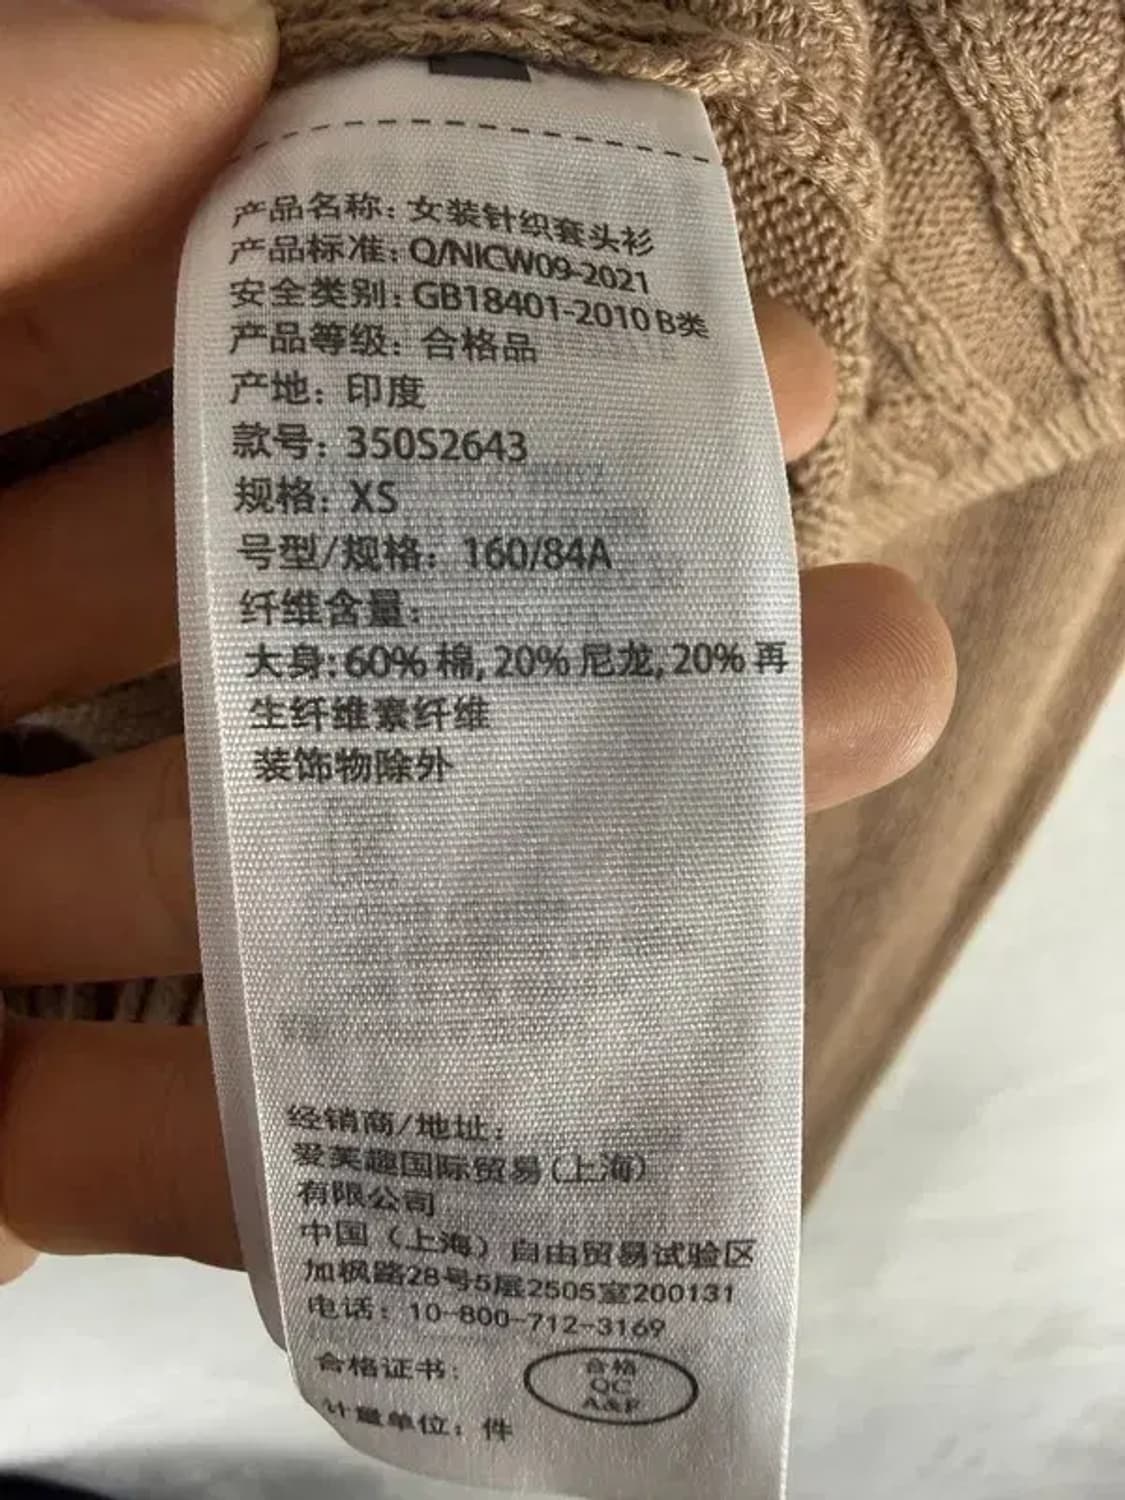 产品名称：女装针织套头衫
产品标准：Q/NICW09-2021
安全类别：GB18401-2010 B类
产品等级：合格品
产地：印度
款号：350S2643
规格：XS
号型/规格：160/84A
纤维含量：
大身：60% 棉, 20% 尼龙, 20% 再
生纤维素纤维
装饰物除外
经销商/地址：
爱芙趣国际贸易(上海)
有限公司
中国（上海）自由贸易试验区
加枫路28号5层2505室200131
电话：10-800-712-3169
合格证书：
合格
QC
A&F
计量单位：件